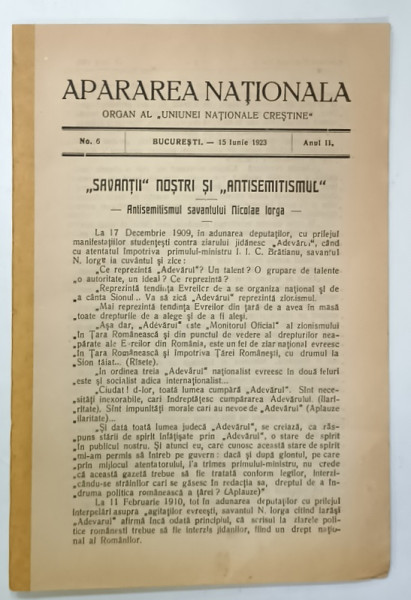 APARAREA NAȚIONALA
ORGAN AL „UNIUNEI NAȚIONALE CREȘTINE“
No. 6 BUCUREȘTI. — 15 Iunie 1923 Anul II,
„SAVANȚII“ NOȘTRI ȘI „ANTISEMITISMUL“
— Antisemitismul savantului Nicolae Iorga —
La 17 Decembrie 1909, în adunarea deputaților, cu prilejul
manifestațiilor studențești contra ziarului jidănesc „Adevărul“, când
cu atentatul împotriva primului-ministru I. I. C. Brătianu, savantul
N. Iorga ia cuvântul și zice:
„Ce reprezintă „Adevărul“? Un talent? O grupare de talente
„o autoritate, un ideal? Ce reprezintă?
„Reprezintă tendința Evreilor de a se organiza național și de
„a cânta Sionul... Va să zică „Adevărul“ reprezintă zionismul.
„Mai reprezintă tendința Evreilor din țară de a avea în masă
„toate drepturile de a alege și de a fi aleși.
„Așa dar, „Adevărul“ este „Monitorul Oficial“ al zionismului
„în Țara Românească și din punctul de vedere al drepturilor nea-
„părate ale Evreilor din România, este un fel de ziar național evreesc
„în Țara Românească și împotriva Țărei Românești, cu drumul la
„Sion tăiat... (Rîsete).
„În ordinea treia „Adevărul“ naționalist evreesc în două feluri
„este și socialist adica internaționalist...
„Ciudat! d-lor, toată lumea cumpără „Adevărul“. Sînt nece-
„sități inexorabile, cari îndreptățesc cumpărarea Adevărului. (ilari-
„ritate). Sînt impunități morale cari au nevoe de „Adevărul“ (Aplauze
„ilaritate)...
„Și dată toată lumea judecă „Adevărul“, se creiază, ca răs-
„puns stării de spirit înfățișate prin „Adevărul“, o stare de spirit
„în publicul nostru. Și atunci eu, care cunosc această stare de spirit
„mi-am permis să întreb pe guvern: dacă și după glontul, pe care
„prin mijlocul atentatorului, l'a trimes primului-ministru, nu crede
„că această gazetă trebue să fie tratată conform legilor, interzi-
„cându-se străinilor cari se găsesc în redacția sa, dreptul de a în-
„druma politica românească a țărei? (Aplauze)“
La 11 Februarie 1910, tot în adunarea deputaților cu prilejul
interpelări asupra „agitațiilor evreești, savantul N. Iorga citînd iarăși
„Adevarul“ afirmă încă odată principiul, că scrisul la ziarele poli-
tice românești trebue să fie interzis jidanilor, fiind un drept națio-
nal al Românilor.